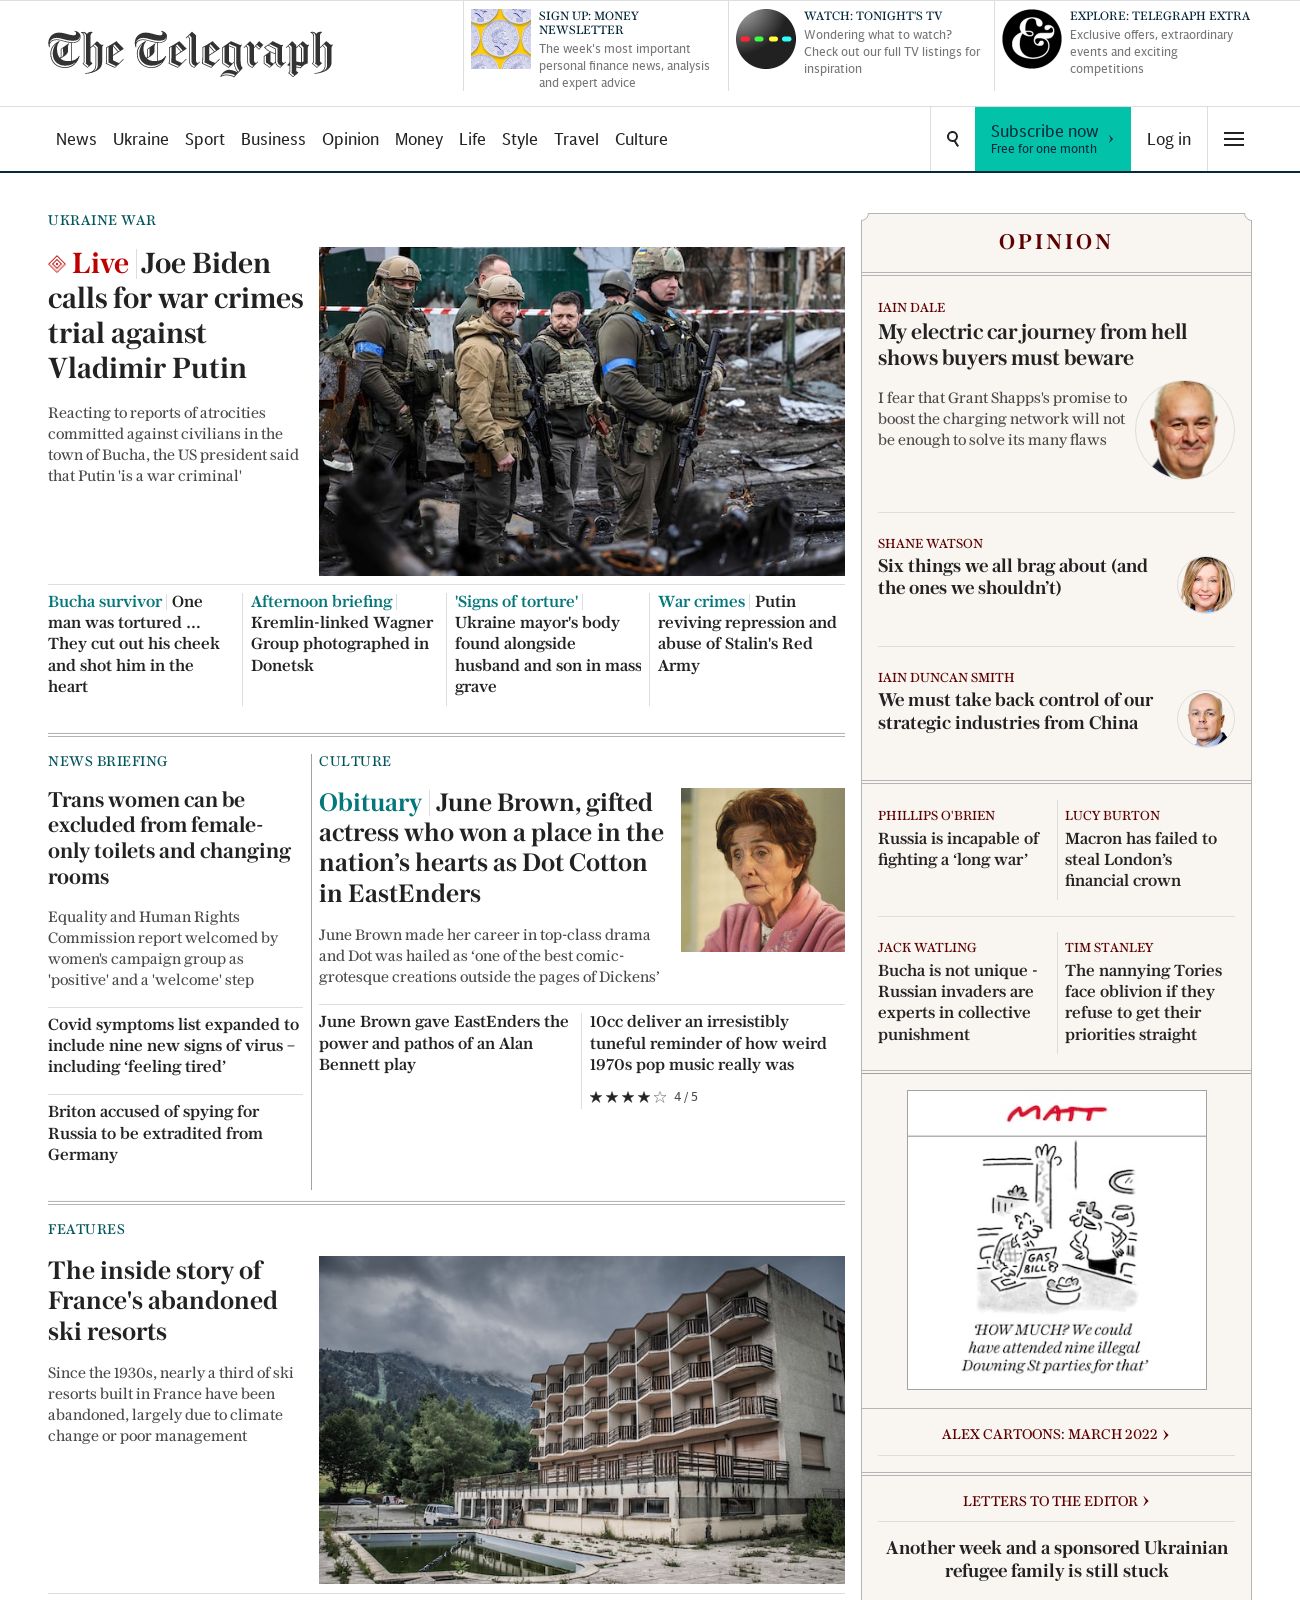 The Telegraph
SIGN UP: MONEY
NEWSLETTER
The week's most important
personal finance news, analysis
and expert advice
WATCH: TONIGHT'S TV
Wondering what to watch?
Check out our full TV listings for
inspiration
&
EXPLORE: TELEGRAPH EXTRA
Exclusive offers, extraordinary
events and exciting
competitions
News Ukraine Sport Business Opinion Money Life Style Travel Culture
Subscribe now ›
Free for one month
Log in
UKRAINE WAR
Live Joe Biden
calls for war crimes
trial against
Vladimir Putin
Reacting to reports of atrocities
committed against civilians in the
town of Bucha, the US president said
that Putin 'is a war criminal'
Bucha survivor One
man was tortured ...
They cut out his cheek
and shot him in the
heart
Afternoon briefing
Kremlin-linked Wagner
Group photographed in
Donetsk
'Signs of torture'
Ukraine mayor's body
found alongside
husband and son in mass
grave
War crimes Putin
reviving repression and
abuse of Stalin's Red
Army
NEWS BRIEFING
Trans women can be
excluded from female-
only toilets and changing
rooms
Equality and Human Rights
Commission report welcomed by
women's campaign group as
'positive' and a 'welcome' step
Covid symptoms list expanded to
include nine new signs of virus –
including ‘feeling tired’
Briton accused of spying for
Russia to be extradited from
Germany
CULTURE
Obituary June Brown, gifted
actress who won a place in the
nation’s hearts as Dot Cotton
in EastEnders
June Brown made her career in top-class drama
and Dot was hailed as ‘one of the best comic-
grotesque creations outside the pages of Dickens’
June Brown gave EastEnders the
power and pathos of an Alan
Bennett play
10cc deliver an irresistibly
tuneful reminder of how weird
1970s pop music really was
★★★★☆ 4 / 5
FEATURES
The inside story of
France's abandoned
ski resorts
Since the 1930s, nearly a third of ski
resorts built in France have been
abandoned, largely due to climate
change or poor management
OPINION
IAIN DALE
My electric car journey from hell
shows buyers must beware
I fear that Grant Shapps's promise to
boost the charging network will not
be enough to solve its many flaws
SHANE WATSON
Six things we all brag about (and
the ones we shouldn’t)
IAIN DUNCAN SMITH
We must take back control of our
strategic industries from China
PHILLIPS O'BRIEN
Russia is incapable of
fighting a ‘long war’
LUCY BURTON
Macron has failed to
steal London’s
financial crown
JACK WATLING
Bucha is not unique -
Russian invaders are
experts in collective
punishment
TIM STANLEY
The nannying Tories
face oblivion if they
refuse to get their
priorities straight
MATT
GAS
BILL
‘HOW MUCH? We could
have attended nine illegal
Downing St parties for that’
ALEX CARTOONS: MARCH 2022 ›
LETTERS TO THE EDITOR ›
Another week and a sponsored Ukrainian
refugee family is still stuck